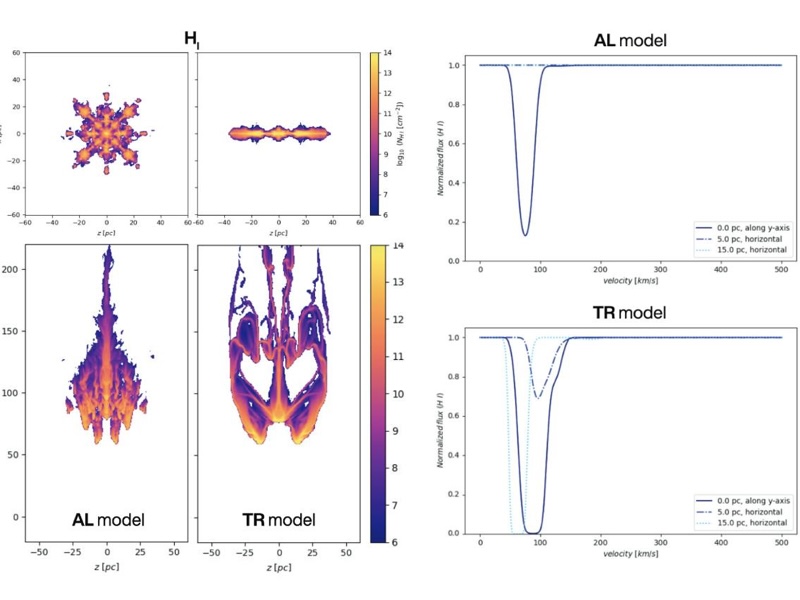 H_I
60
40
20
0
−20
−40
−60
−60 −40 −20 0 20 40 60
z [pc]
−60 −40 −20 0 20 40 60
z [pc]
14
13
12
11
10
9
8
7
6
log10 (NHI [cm−2])
200
150
100
50
0
AL model
−50 −25 0 25 50
z [pc]
TR model
−50 −25 0 25 50
z [pc]
14
13
12
11
10
9
8
7
6
AL model
Normalized flux (H I)
1.0
0.8
0.6
0.4
0.2
0.0
0.0 pc, along y-axis
5.0 pc, horizontal
15.0 pc, horizontal
0 100 200 300 400 500
velocity [km/s]
TR model
Normalized flux (H I)
1.0
0.8
0.6
0.4
0.2
0.0
0.0 pc, along y-axis
5.0 pc, horizontal
15.0 pc, horizontal
0 100 200 300 400 500
velocity [km/s]